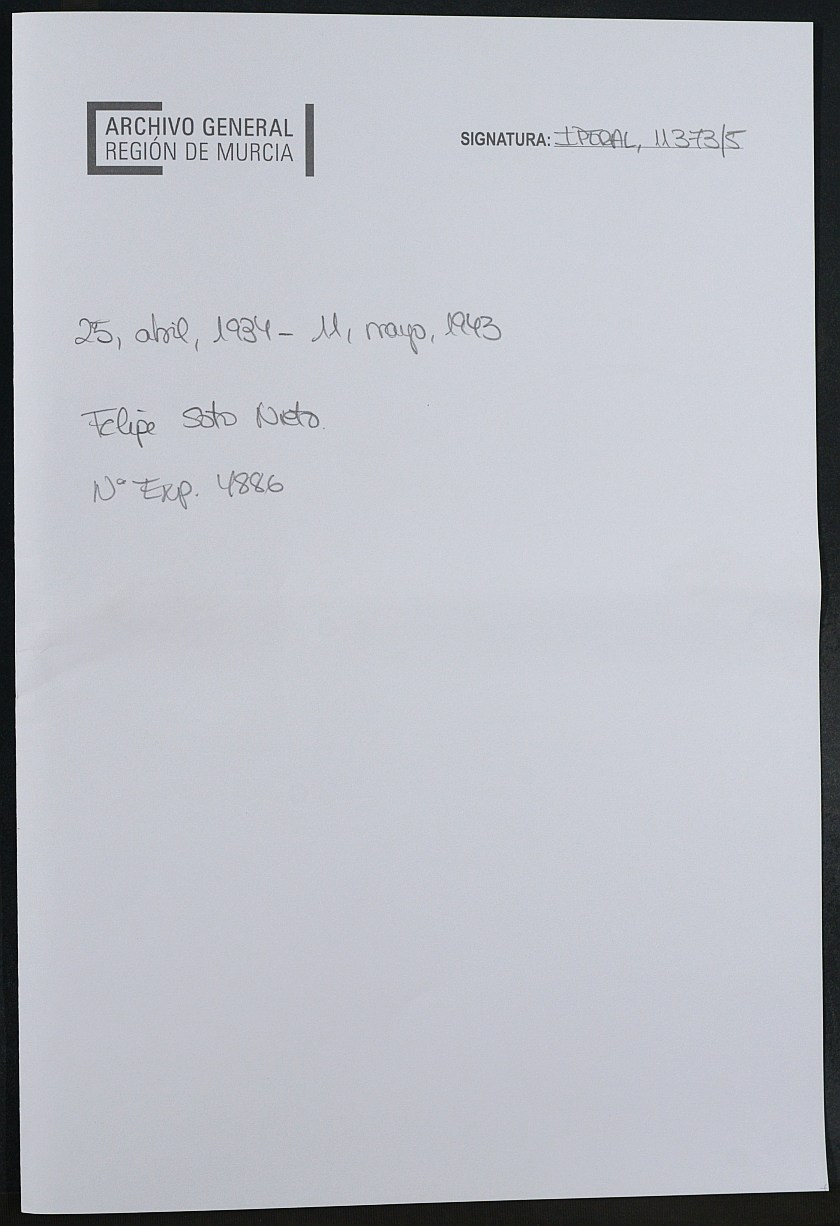 ARCHIVO GENERAL
REGIÓN DE MURCIA
SIGNATURA: IPERAL, 11373/5
25, abril, 1934 - 11, mayo, 1943
Felipe Soto Nieto.
Nº Exp. 4886